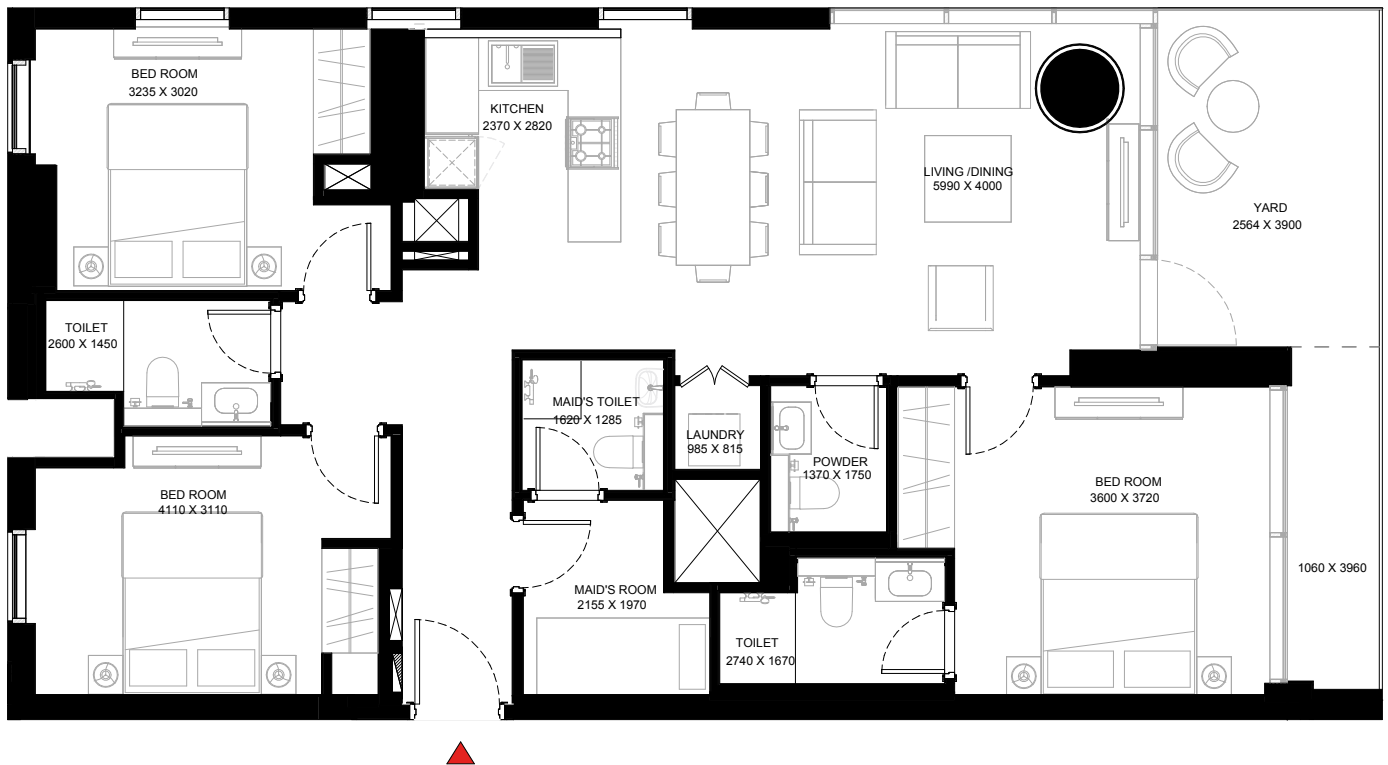 BED ROOM
3235 X 3020
KITCHEN
2370 X 2820
LIVING /DINING
5990 X 4000
YARD
2564 X 3900
TOILET
2600 X 1450
MAID'S TOILET
1620 X 1285
LAUNDRY
985 X 815
POWDER
1370 X 1750
BED ROOM
4110 X 3110
BED ROOM
3600 X 3720
1060 X 3960
MAID'S ROOM
2155 X 1970
TOILET
2740 X 1670